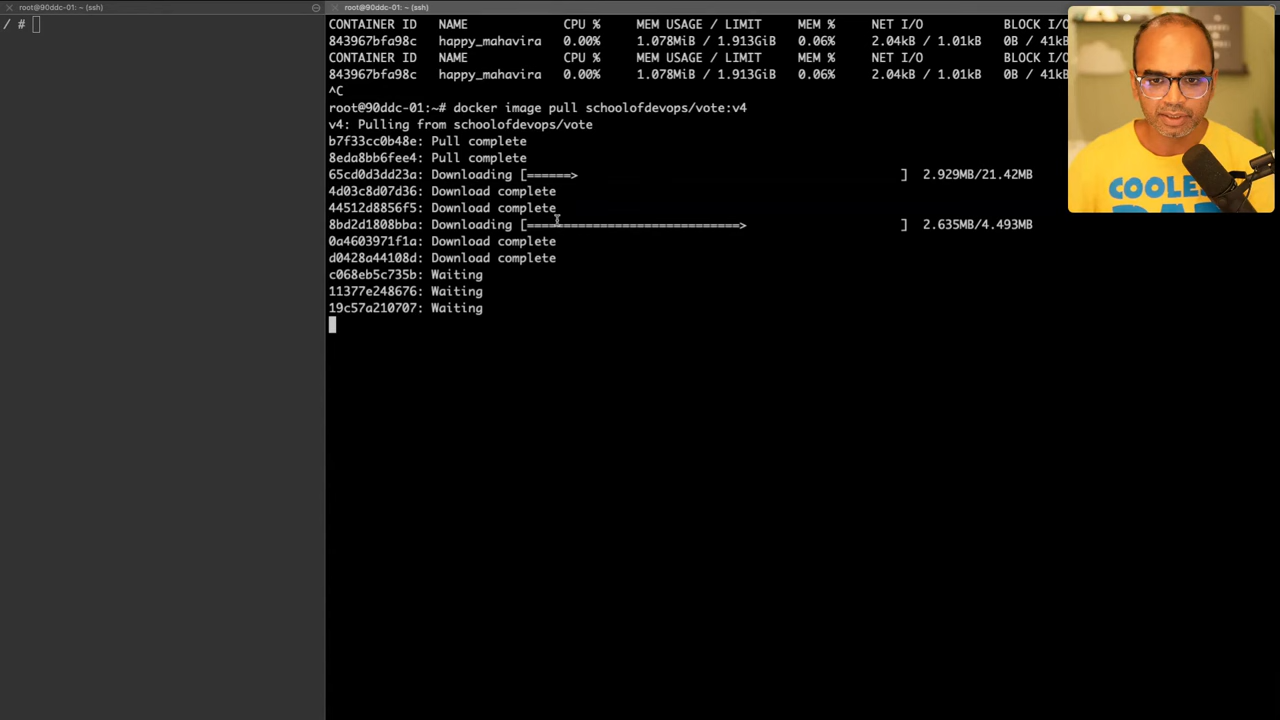 root@90ddc-01: ~ (ssh)
/ #
root@90ddc-01: ~ (ssh)
CONTAINER ID NAME CPU % MEM USAGE / LIMIT MEM % NET I/O BLOCK I/
843967bfa98c happy_mahavira 0.00% 1.078MiB / 1.913GiB 0.06% 2.04kB / 1.01kB 0B / 41k
CONTAINER ID NAME CPU % MEM USAGE / LIMIT MEM % NET I/O BLOCK I/
843967bfa98c happy_mahavira 0.00% 1.078MiB / 1.913GiB 0.06% 2.04kB / 1.01kB 0B / 41k
^C
root@90ddc-01:~# docker image pull schoolofdevops/vote:v4
v4: Pulling from schoolofdevops/vote
b7f33cc0b48e: Pull complete
8eda8bb6fee4: Pull complete
65cd0d3dd23a: Downloading [======> ] 2.929MB/21.42MB
4d03c8d07d36: Download complete
44512d8856f5: Download complete
8bd2d1808bba: Downloading [=============================> ] 2.635MB/4.493MB
0a4603971f1a: Download complete
d0428a44108d: Download complete
c068eb5c735b: Waiting
11377e248676: Waiting
19c57a210707: Waiting
COOLES